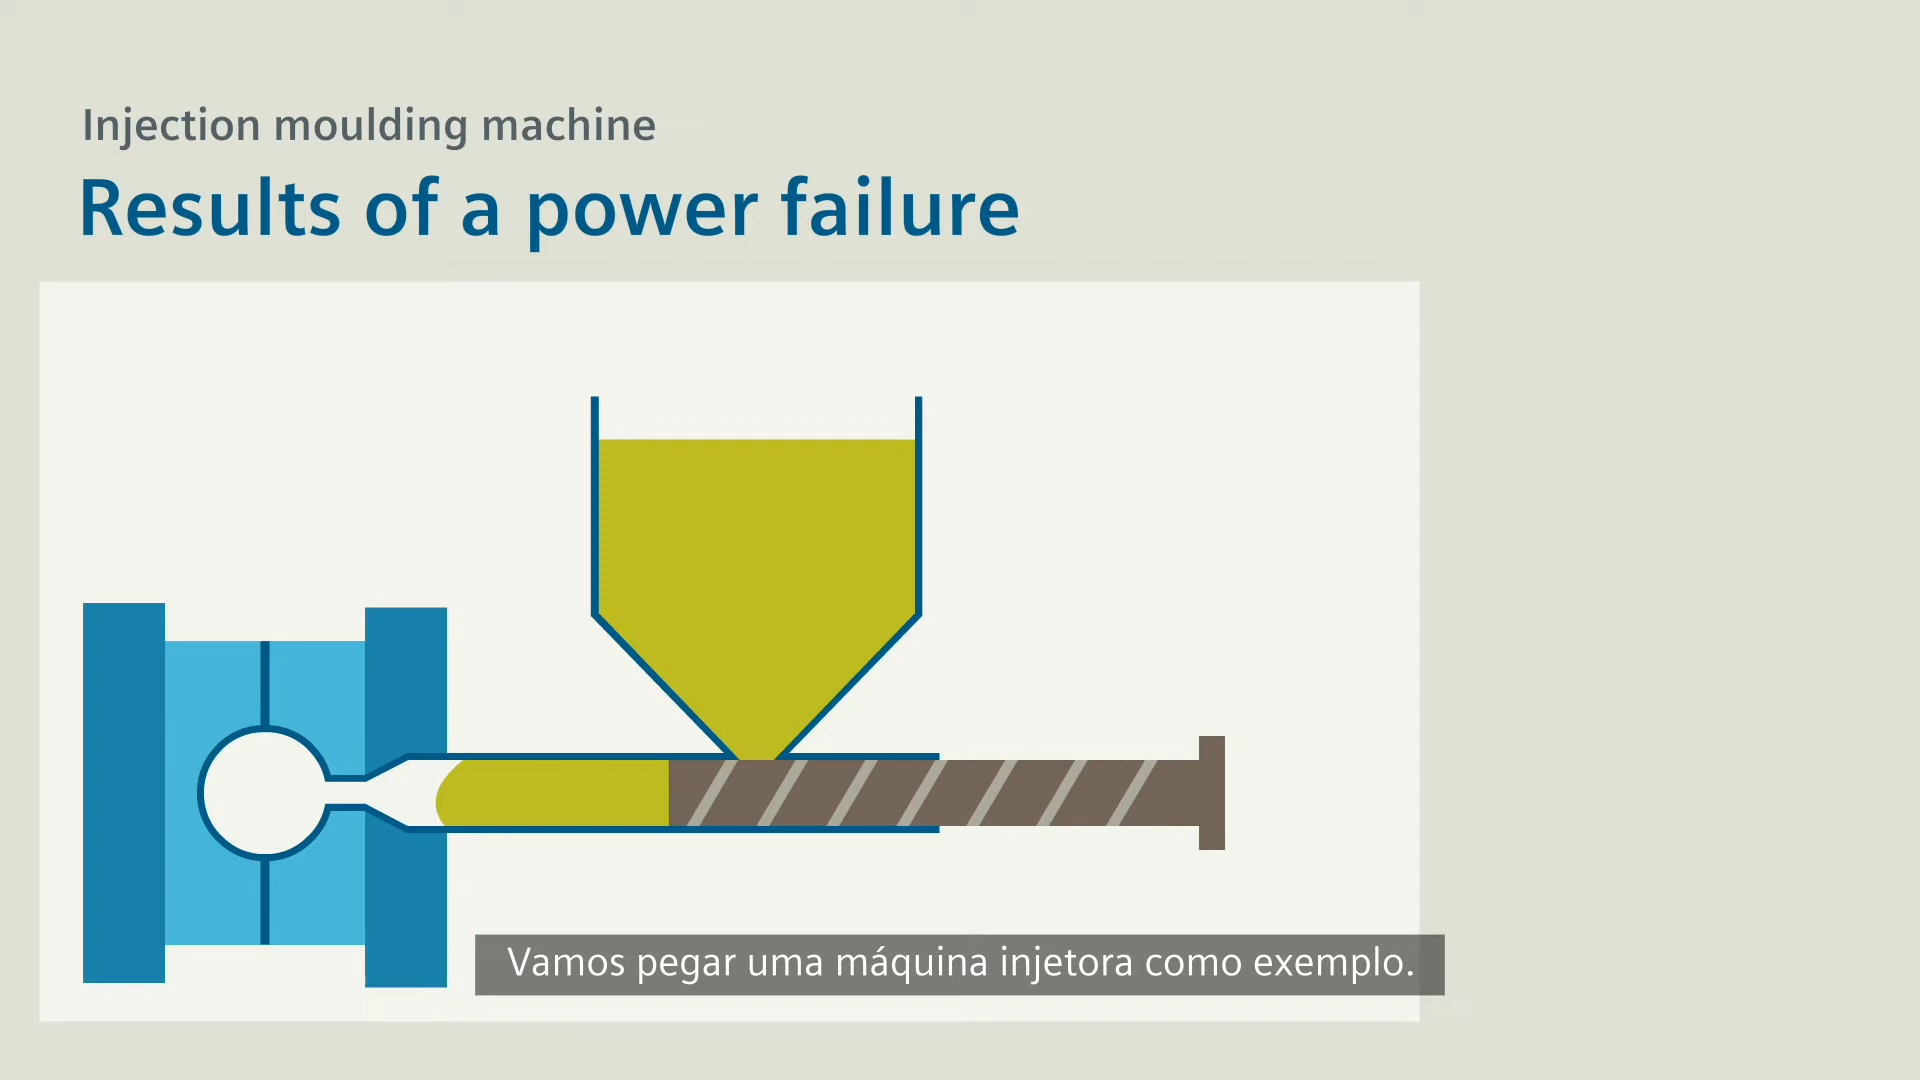 Injection moulding machine
Results of a power failure
Vamos pegar uma máquina injetora como exemplo.